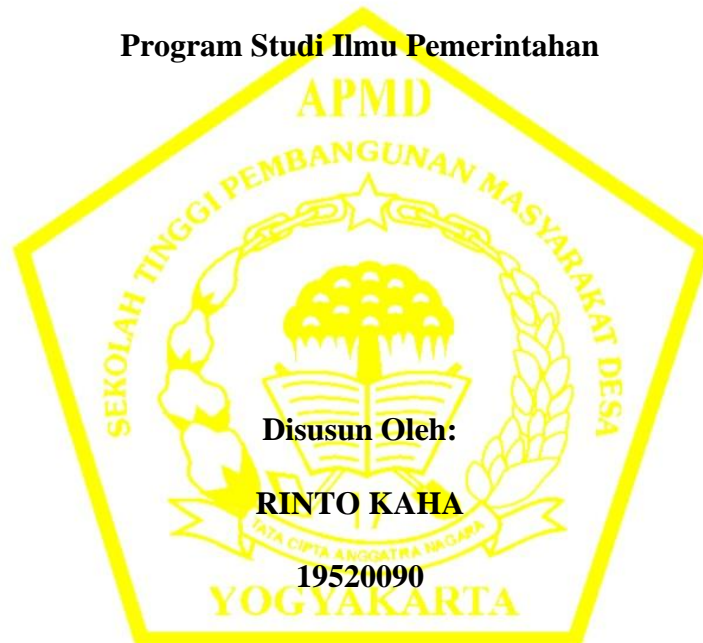 Program Studi Ilmu Pemerintahan
APMD
SEKOLAH TINGGI PEMBANGUNAN MASYARAKAT DESA
Disusun Oleh:
RINTO KAHA
TATA CIPTA ANGGATRA NAGARA
19520090
YOGYAKARTA